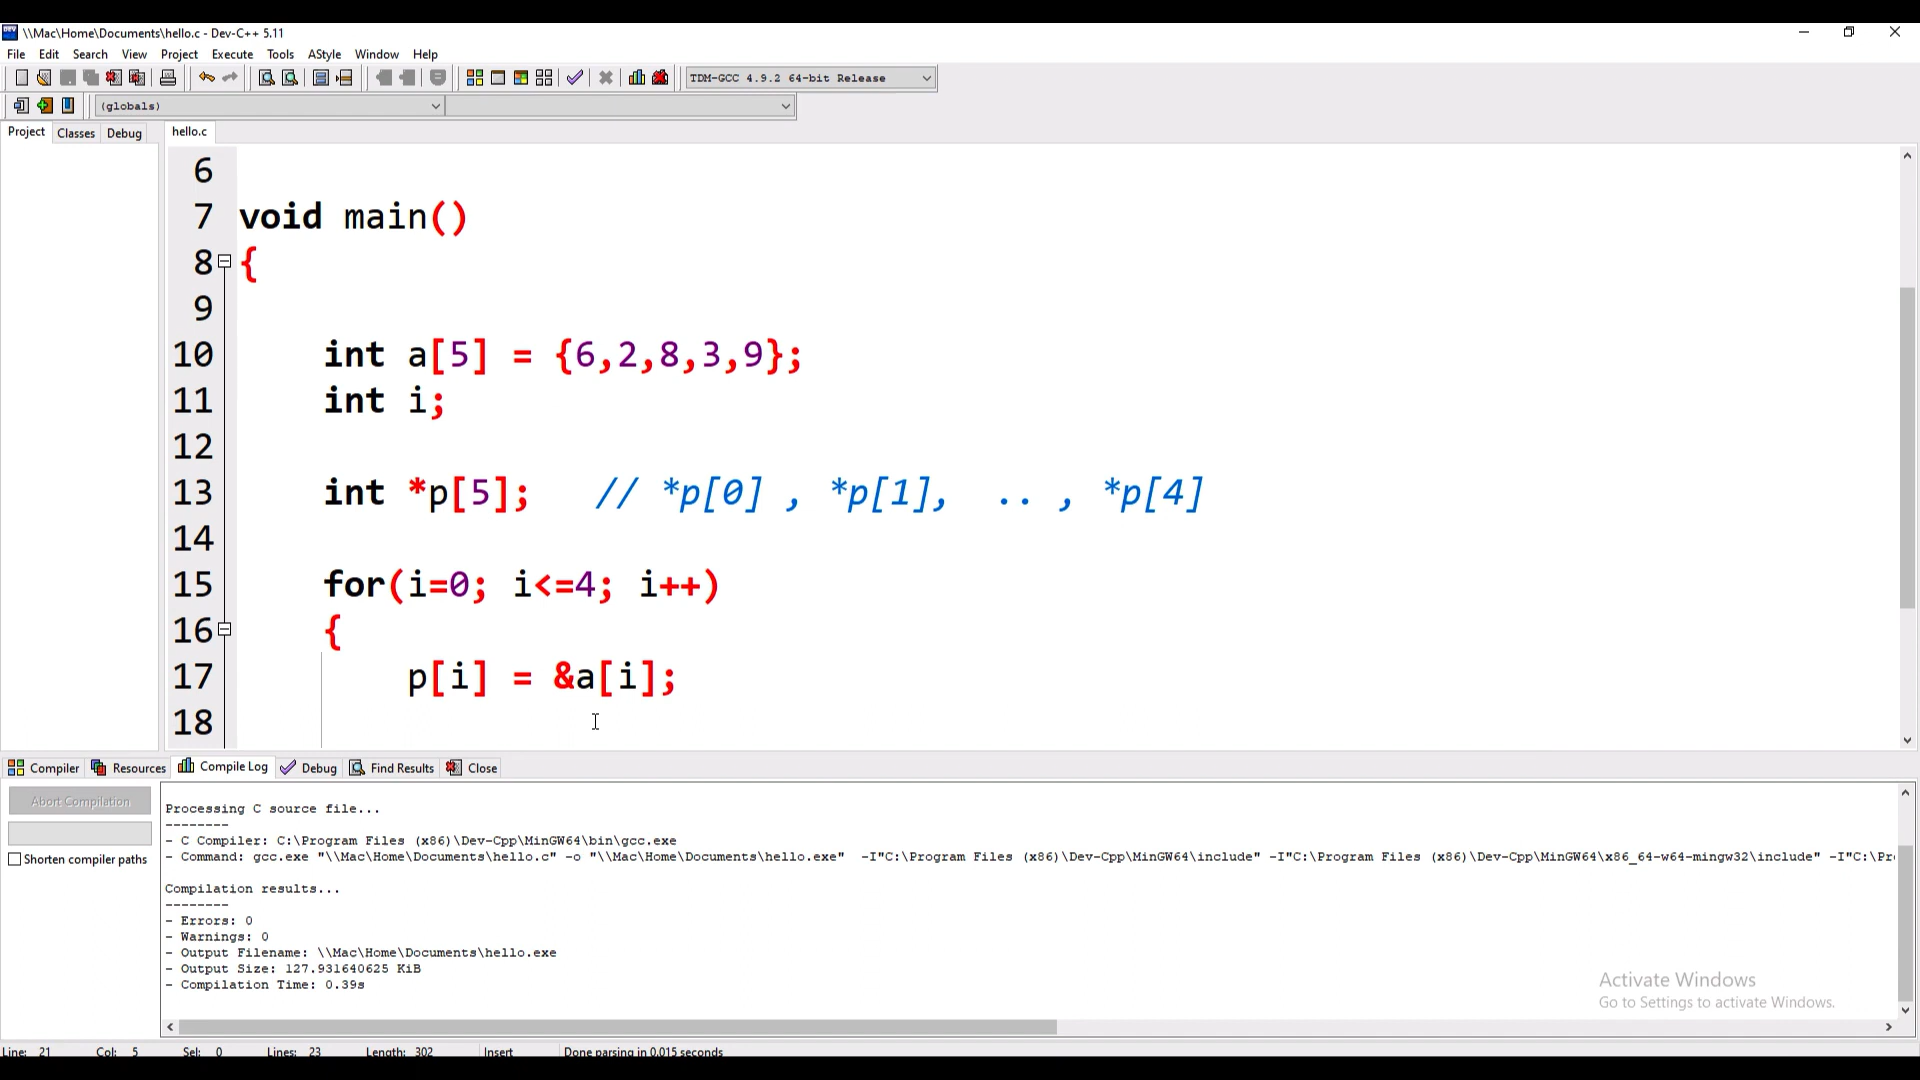 \\Mac\Home\Documents\hello.c - Dev-C++ 5.11
File Edit Search View Project Execute Tools AStyle Window Help
TDM-GCC 4.9.2 64-bit Release
(globals)
Project Classes Debug hello.c
6
7 void main()
8 {
9
10 int a[5] = {6,2,8,3,9};
11 int i;
12
13 int *p[5]; // *p[0] , *p[1], .. , *p[4]
14
15 for(i=0; i<=4; i++)
16 {
17 p[i] = &a[i];
18
Compiler Resources Compile Log Debug Find Results Close
Abort Compilation
Shorten compiler paths
Processing C source file...
--------
- C Compiler: C:\Program Files (x86)\Dev-Cpp\MinGW64\bin\gcc.exe
- Command: gcc.exe "\\Mac\Home\Documents\hello.c" -o "\\Mac\Home\Documents\hello.exe" -I"C:\Program Files (x86)\Dev-Cpp\MinGW64\include" -I"C:\Program Files (x86)\Dev-Cpp\MinGW64\x86_64-w64-mingw32\include" -I"C:\Pr
Compilation results...
--------
- Errors: 0
- Warnings: 0
- Output Filename: \\Mac\Home\Documents\hello.exe
- Output Size: 127.931640625 KiB
- Compilation Time: 0.39s
Activate Windows
Go to Settings to activate Windows.
Line: 21 Col: 5 Sel: 0 Lines: 23 Length: 302 Insert Done parsing in 0.015 seconds